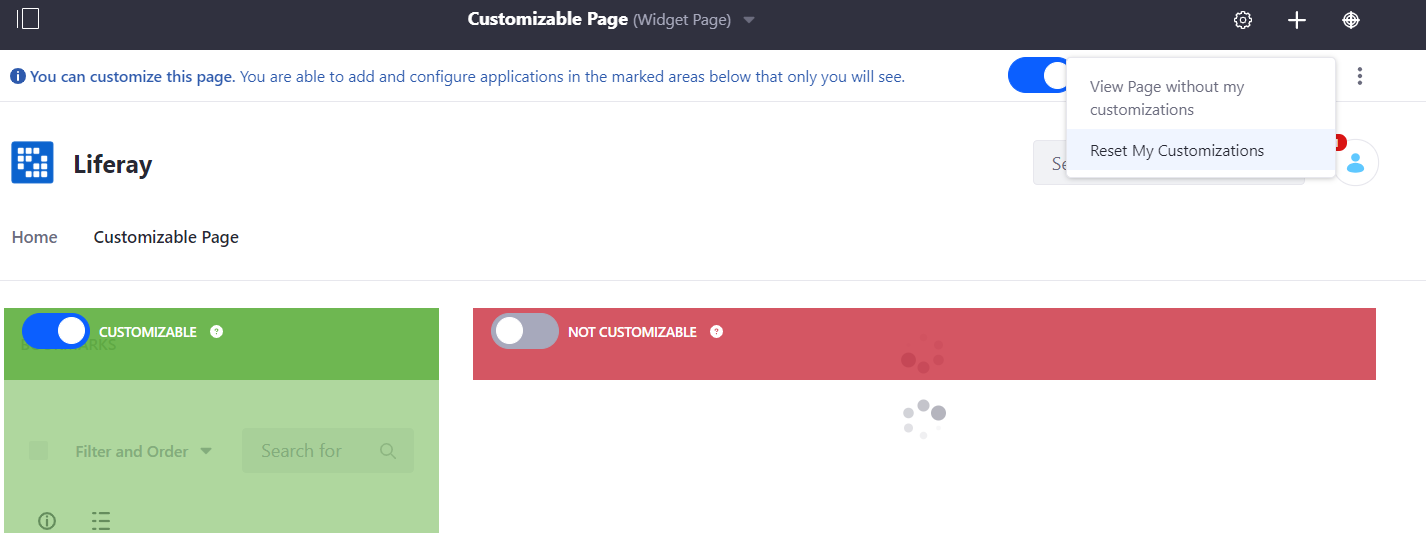 Customizable Page (Widget Page)
You can customize this page. You are able to add and configure applications in the marked areas below that only you will see.
View Page without my
customizations
Reset My Customizations
Liferay
Se
Home
Customizable Page
CUSTOMIZABLE
NOT CUSTOMIZABLE
Filter and Order
Search for